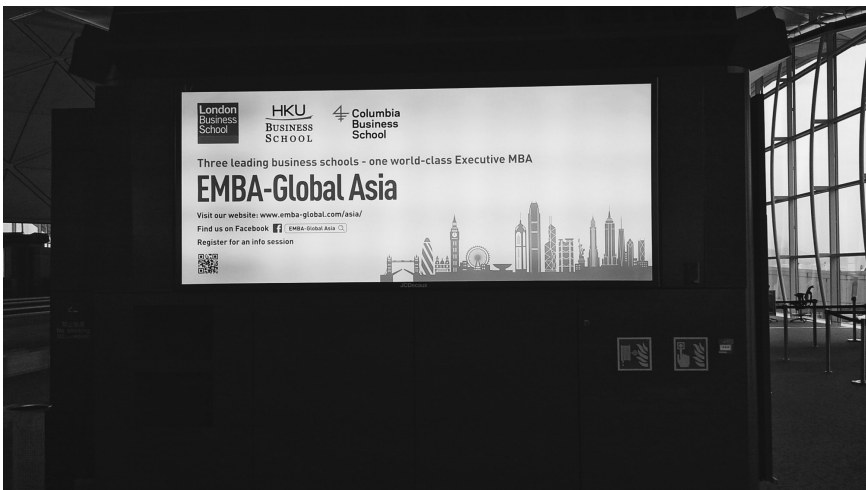 London
Business
School
HKU
BUSINESS
SCHOOL
Columbia
Business
School
Three leading business schools - one world-class Executive MBA
EMBA-Global Asia
Visit our website: www.emba-global.com/asia/
Find us on Facebook f EMBA-Global Asia
Register for an info session
JCDecaux